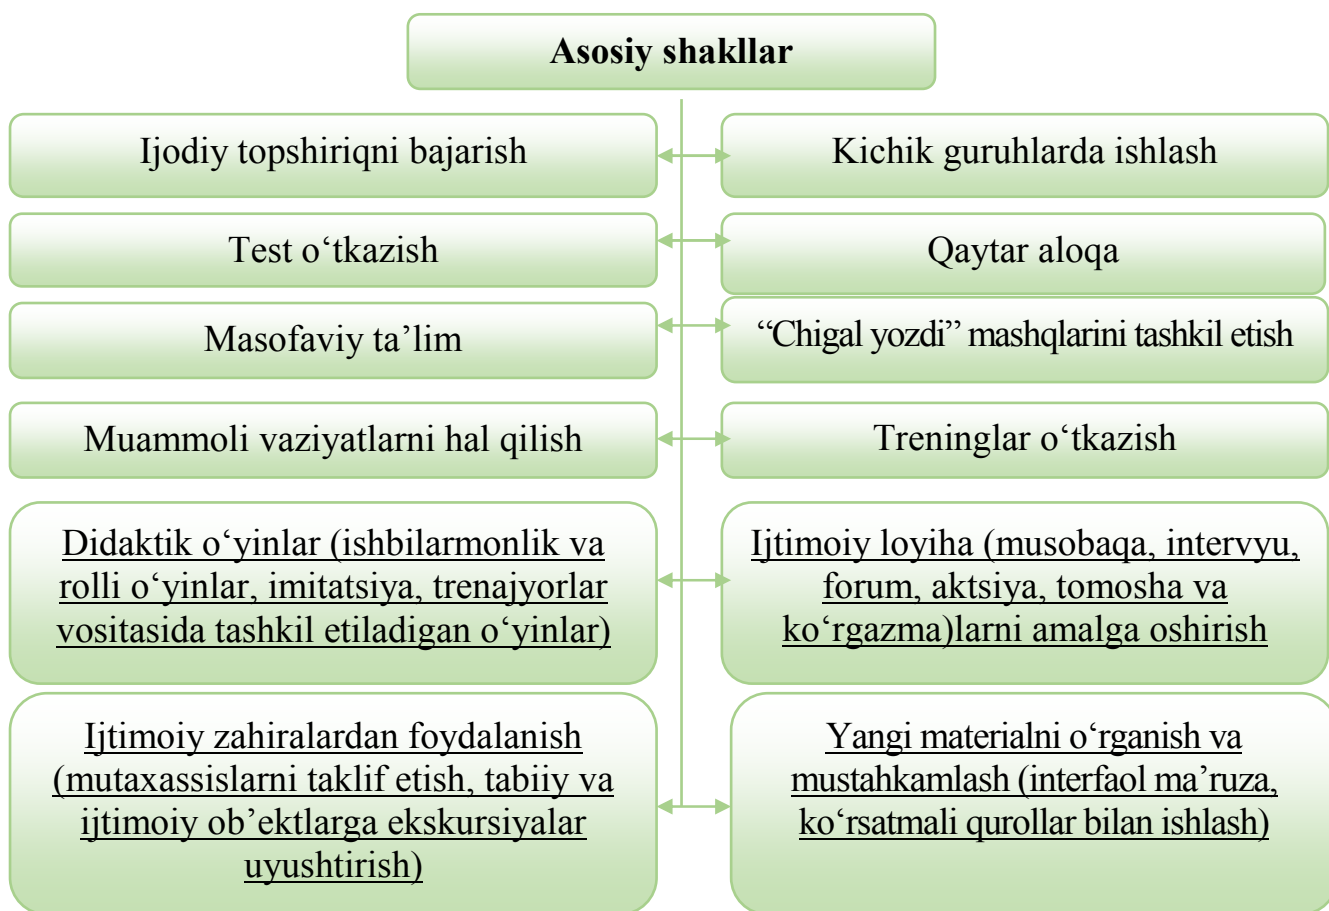 Asosiy shakllar
Ijodiy topshiriqni bajarish
Kichik guruhlarda ishlash
Test o‘tkazish
Qaytar aloqa
Masofaviy ta’lim
“Chigal yozdi” mashqlarini tashkil etish
Muammoli vaziyatlarni hal qilish
Treninglar o‘tkazish
Didaktik o‘yinlar (ishbilarmonlik va
rolli o‘yinlar, imitatsiya, trenajyorlar
vositasida tashkil etiladigan o‘yinlar)
Ijtimoiy loyiha (musobaqa, intervyu,
forum, aktsiya, tomosha va
ko‘rgazma)larni amalga oshirish
Ijtimoiy zahiralardan foydalanish
(mutaxassislarni taklif etish, tabiiy va
ijtimoiy ob’ektlarga ekskursiyalar
uyushtirish)
Yangi materialni o‘rganish va
mustahkamlash (interfaol ma’ruza,
ko‘rsatmali qurollar bilan ishlash)